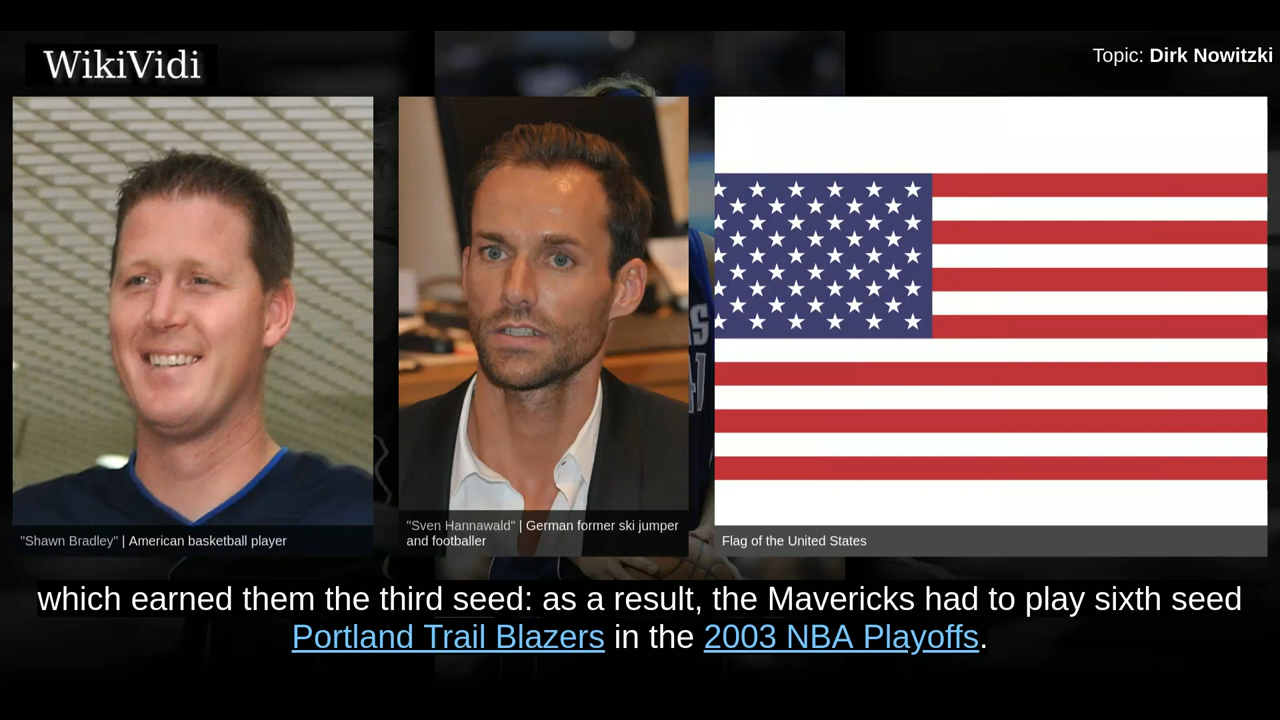 WikiVidi
Topic: Dirk Nowitzki
"Shawn Bradley" | American basketball player
"Sven Hannawald" | German former ski jumper
and footballer
Flag of the United States
which earned them the third seed: as a result, the Mavericks had to play sixth seed
Portland Trail Blazers in the 2003 NBA Playoffs.